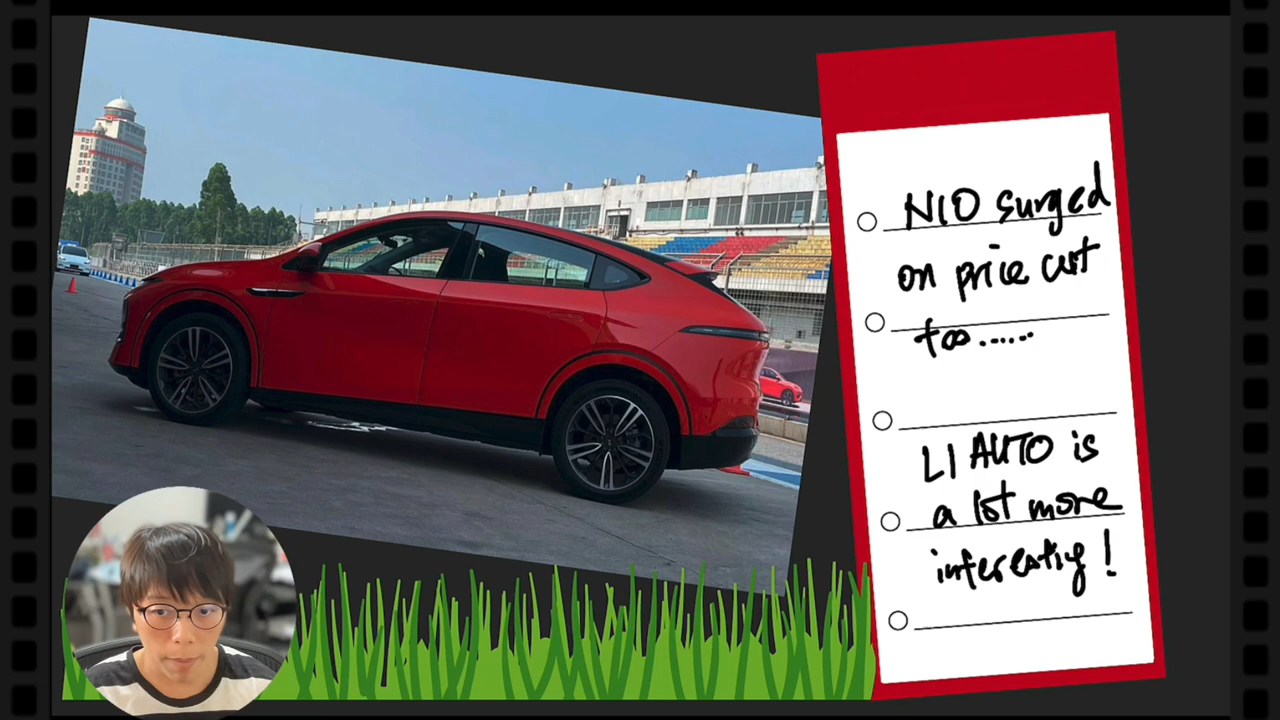 NIO surged
on price cut
too......
LI AUTO is
a lot more
interesting!